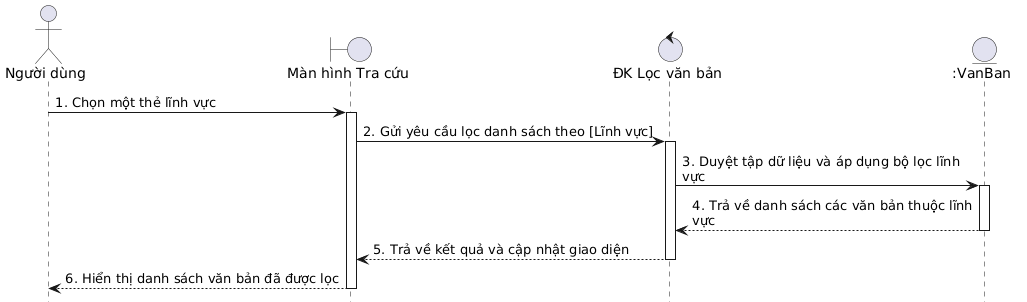 Người dùng
Màn hình Tra cứu
ĐK Lọc văn bản
:VanBan
1. Chọn một thẻ lĩnh vực
2. Gửi yêu cầu lọc danh sách theo [Lĩnh vực]
3. Duyệt tập dữ liệu và áp dụng bộ lọc lĩnh
vực
4. Trả về danh sách các văn bản thuộc lĩnh
vực
5. Trả về kết quả và cập nhật giao diện
6. Hiển thị danh sách văn bản đã được lọc